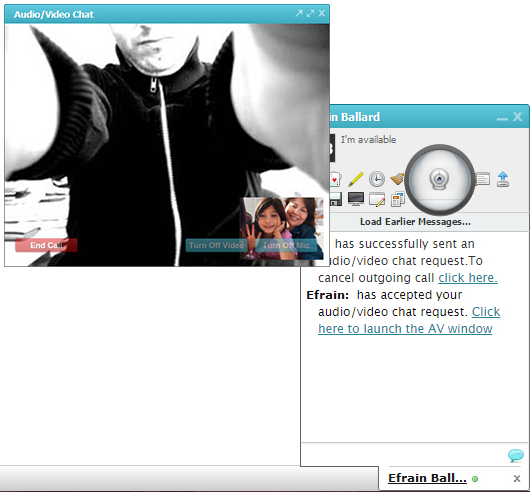 Audio/Video Chat
End Call
Turn Off Video
Turn Off Mic
in Ballard
I'm available
Load Earlier Messages...
has successfully sent an
audio/video chat request.To
cancel outgoing call click here.
Efrain: has accepted your
audio/video chat request. Click
here to launch the AV window
Efrain Ball...